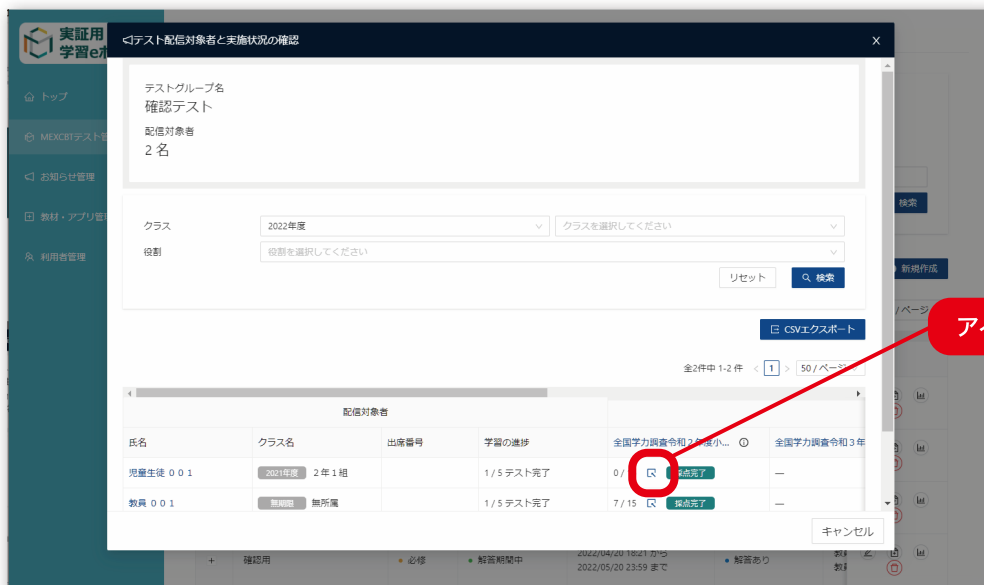 実証用
学習eポ
トップ
MEXCBTテスト管
お知らせ管理
教材・アプリ管
利用者管理
テスト配信対象者と実施状況の確認
X
テストグループ名
確認テスト
配信対象者
2 名
クラス
2022年度
クラスを選択してください
役割
役割を選択してください
リセット
検索
検索
新規作成
CSVエクスポート
/ ページ
全2件中 1-2 件
<
1
>
50 / ページ
配信対象者
氏名
クラス名
出席番号
学習の進捗
全国学力調査令和２年度小...
全国学力調査令和３年
児童生徒 ００１
2021年度
２年１組
1 / 5 テスト完了
0 /
採点完了
—
教員 ００１
無期限
無所属
1 / 5 テスト完了
7 / 15
採点完了
—
キャンセル
+
確認用
必修
解答期間中
2022/04/20 18:21 から
2022/05/20 23:59 まで
解答あり